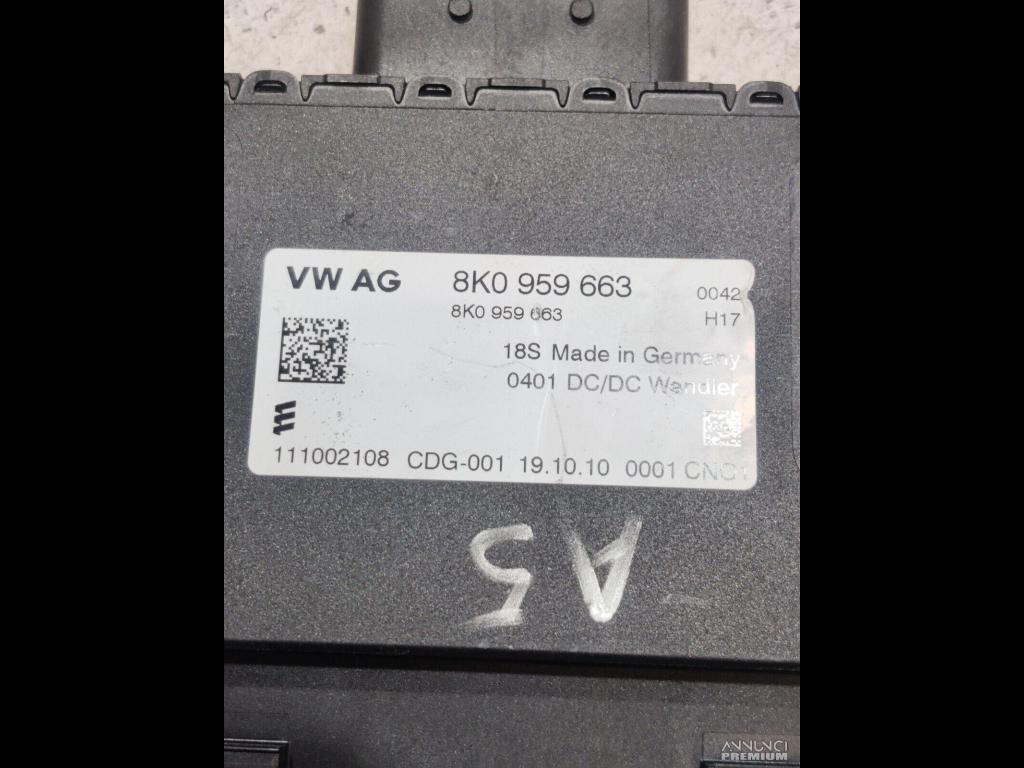 VW AG 8K0 959 663 0042
8K0 959 663 H17
18S Made in Germany
0401 DC/DC Wandler
111002108 CDG-001 19.10.10 0001
A5
ANNUNCI
PREMIUM